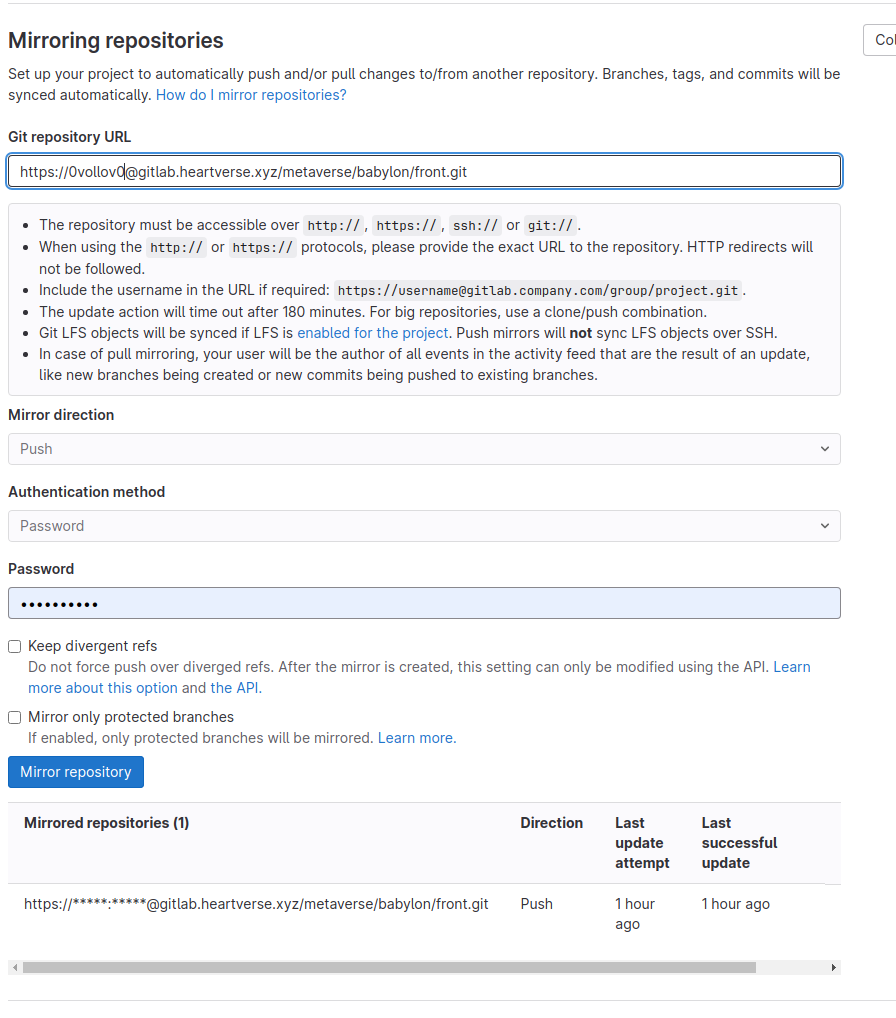 Mirroring repositories
Col
Set up your project to automatically push and/or pull changes to/from another repository. Branches, tags, and commits will be
synced automatically. How do I mirror repositories?
Git repository URL
https://0vollov0@gitlab.heartverse.xyz/metaverse/babylon/front.git
• The repository must be accessible over http://, https://, ssh:// or git://.
• When using the http:// or https:// protocols, please provide the exact URL to the repository. HTTP redirects will
not be followed.
• Include the username in the URL if required: https://username@gitlab.company.com/group/project.git.
• The update action will time out after 180 minutes. For big repositories, use a clone/push combination.
• Git LFS objects will be synced if LFS is enabled for the project. Push mirrors will not sync LFS objects over SSH.
• In case of pull mirroring, your user will be the author of all events in the activity feed that are the result of an update,
like new branches being created or new commits being pushed to existing branches.
Mirror direction
Push
Authentication method
Password
Password
••••••••••
Keep divergent refs
Do not force push over diverged refs. After the mirror is created, this setting can only be modified using the API. Learn
more about this option and the API.
Mirror only protected branches
If enabled, only protected branches will be mirrored. Learn more.
Mirror repository
Mirrored repositories (1)
Direction
Last
update
attempt
Last
successful
update
https://*****:*****@gitlab.heartverse.xyz/metaverse/babylon/front.git
Push
1 hour
ago
1 hour ago